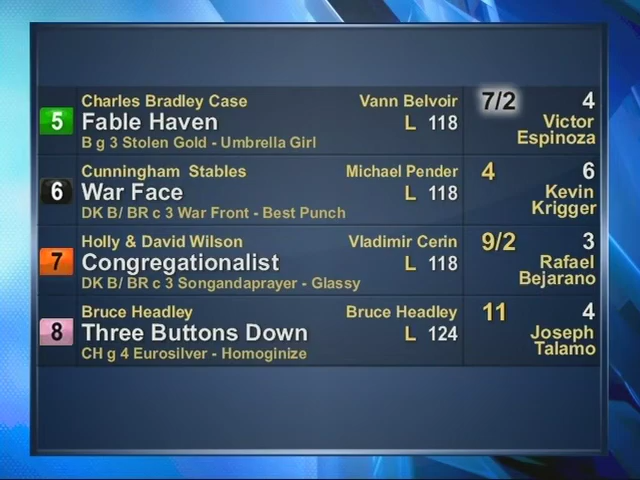 5 Charles Bradley Case Vann Belvoir 7/2 4
Fable Haven L 118 Victor
B g 3 Stolen Gold - Umbrella Girl Espinoza
6 Cunningham Stables Michael Pender 4 6
War Face L 118 Kevin
DK B/ BR c 3 War Front - Best Punch Krigger
7 Holly & David Wilson Vladimir Cerin 9/2 3
Congregationalist L 118 Rafael
DK B/ BR c 3 Songandaprayer - Glassy Bejarano
8 Bruce Headley Bruce Headley 11 4
Three Buttons Down L 124 Joseph
CH g 4 Eurosilver - Homoginize Talamo